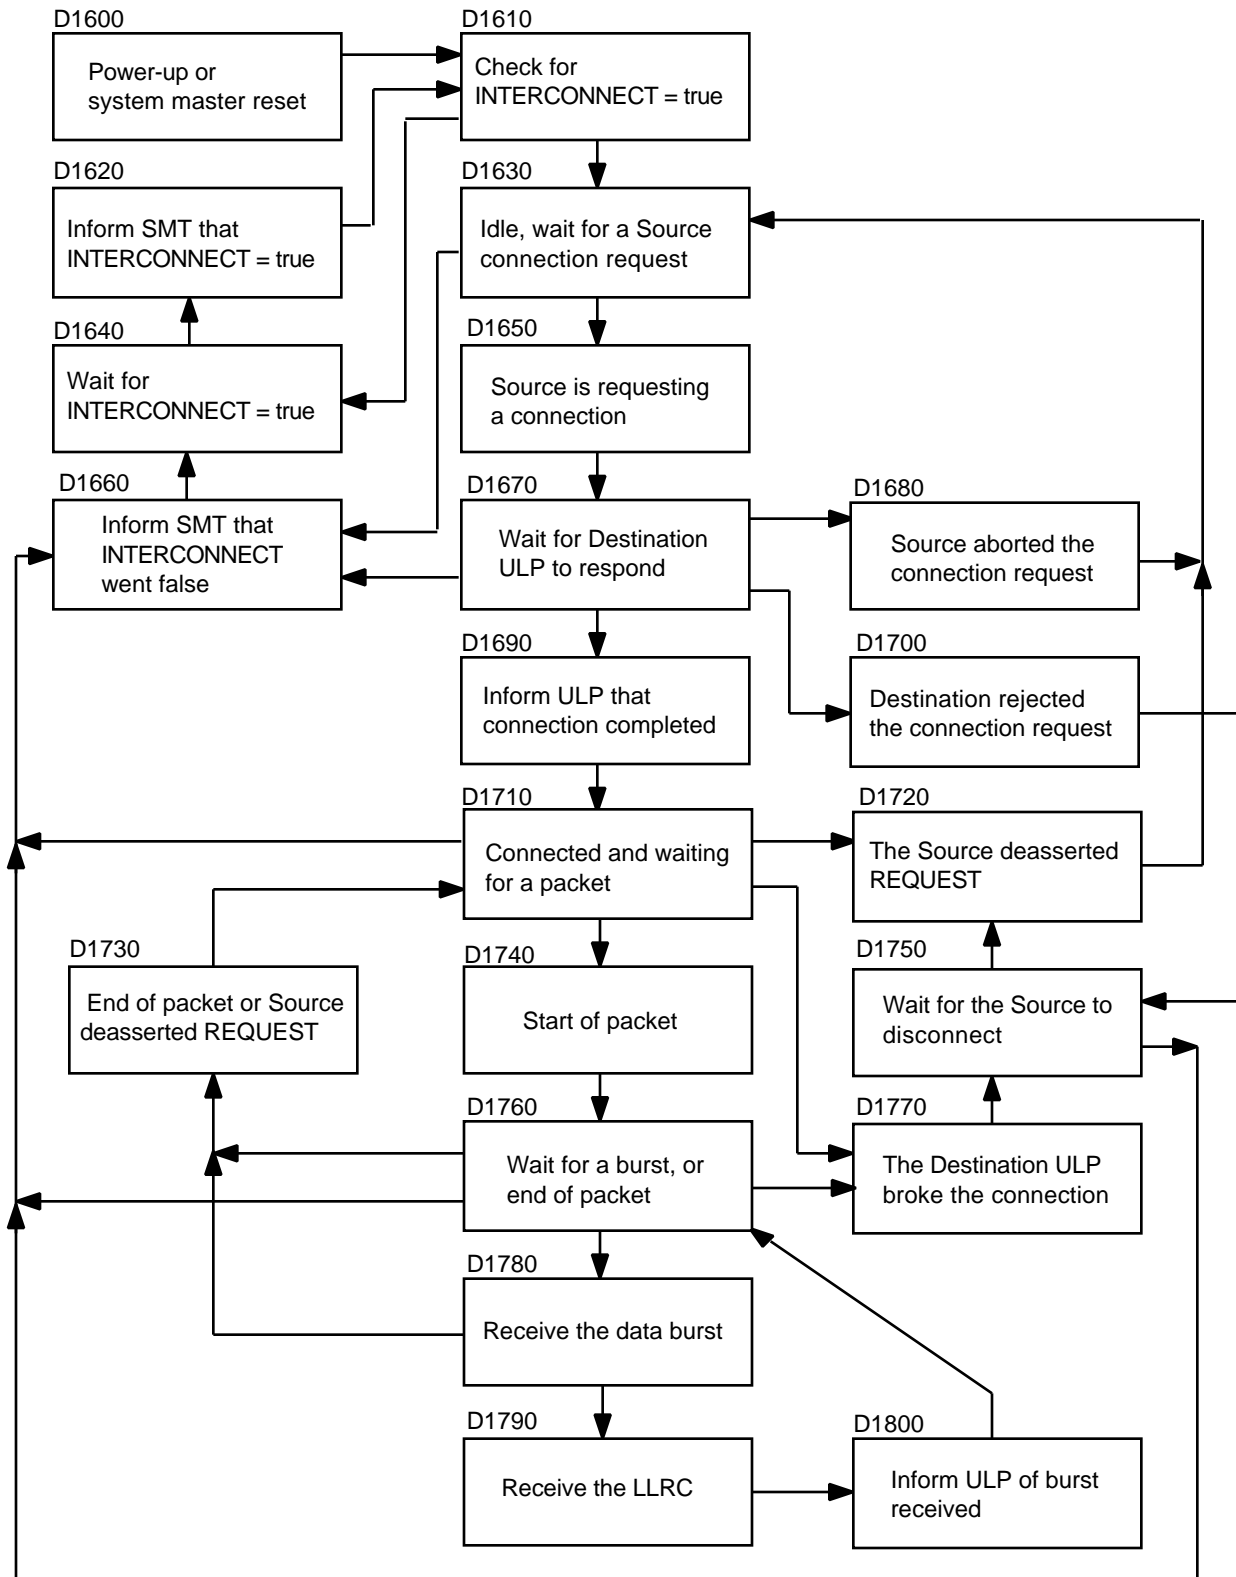 D1600
Power-up or
system master reset
D1610
Check for
INTERCONNECT = true
D1620
Inform SMT that
INTERCONNECT = true
D1630
Idle, wait for a Source
connection request
D1640
Wait for
INTERCONNECT = true
D1650
Source is requesting
a connection
D1660
Inform SMT that
INTERCONNECT
went false
D1670
Wait for Destination
ULP to respond
D1680
Source aborted the
connection request
D1690
Inform ULP that
connection completed
D1700
Destination rejected
the connection request
D1710
Connected and waiting
for a packet
D1720
The Source deasserted
REQUEST
D1730
End of packet or Source
deasserted REQUEST
D1740
Start of packet
D1750
Wait for the Source to
disconnect
D1760
Wait for a burst, or
end of packet
D1770
The Destination ULP
broke the connection
D1780
Receive the data burst
D1790
Receive the LLRC
D1800
Inform ULP of burst
received